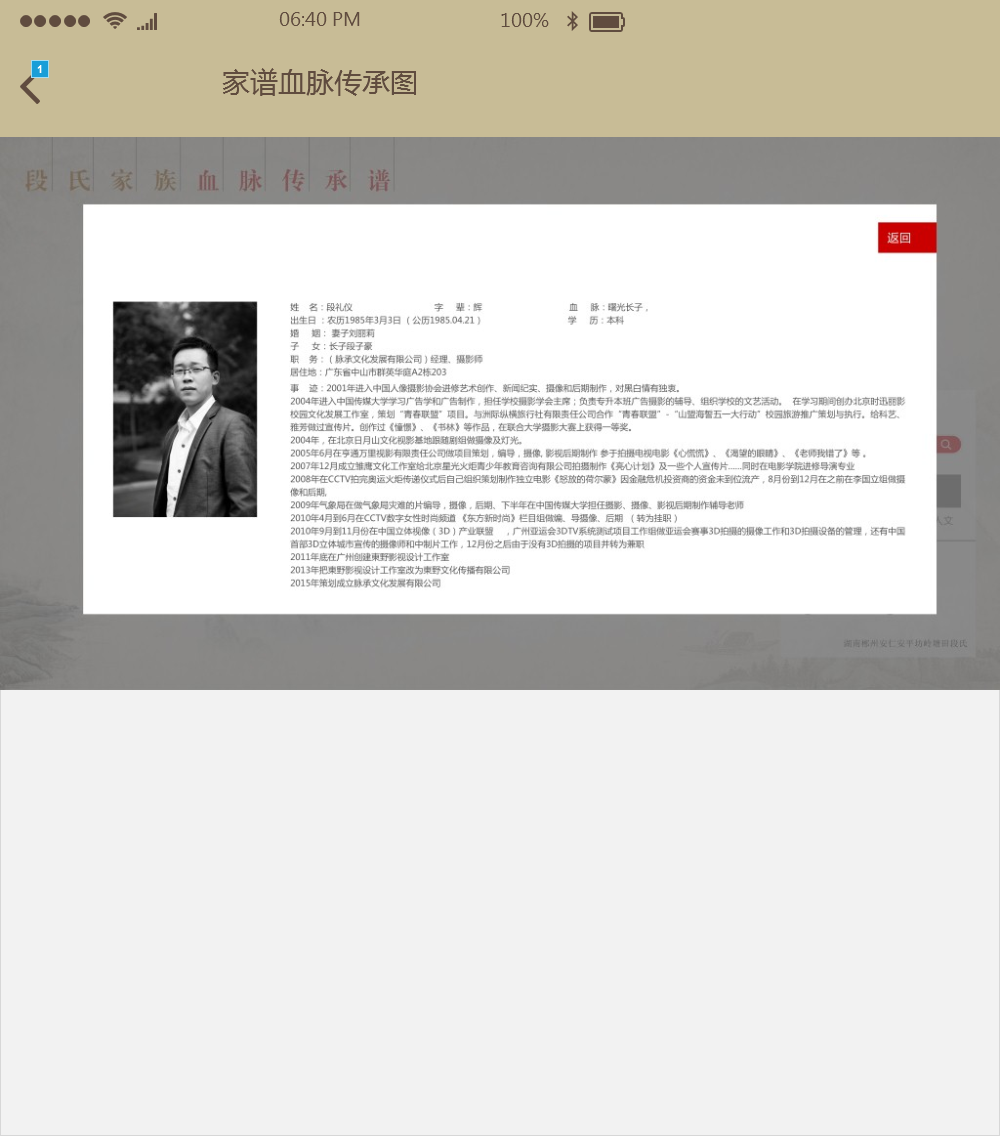 06:40 PM 100%
1
家谱血脉传承图
段氏家族血脉传承谱
返回
姓 名：段礼仪 字 辈：辉 血 脉：曙光长子，
出生日：农历1985年3月3日（公历1985.04.21） 学 历：本科
婚 姻： 妻子刘丽莉
子 女：长子段子豪
职 务：（脉承文化发展有限公司）经理、摄影师
居住地：广东省中山市群英华庭A2栋203
事 迹：2001年进入中国人像摄影协会进修艺术创作、新闻纪实、摄像和后期制作，对黑白情有独衷。
2004年进入中国传媒大学学习广告学和广告制作，担任学校摄影学会主席；负责专升本班广告摄影的辅导、组织学校的文艺活动。 在学习期间创办北京时迅丽影
校园文化发展工作室，策划“青春联盟”项目。与洲际纵横旅行社有限责任公司合作“青春联盟”-“山盟海誓五一大行动”校园旅游推广策划与执行。给科艺、
雅芳做过宣传片。创作过《憧憬》、《书林》等作品，在联合大学摄影大赛上获得一等奖。
2004年，在北京日月山文化视影基地跟随剧组做摄像及灯光。
2005年6月在亨通万里视影有限责任公司做项目策划，编导，摄像, 影视后期制作 参于拍摄电视电影《心慌慌》、《渴望的眼睛》、《老师我错了》等 。
2007年12月成立雏鹰文化工作室给北京星光火炬青少年教育咨询有限公司拍摄制作《亮心计划》及一些个人宣传片......同时在电影学院进修导演专业
2008年在CCTV拍完奥运火炬传递仪式后自己组织策划制作独立电影《怒放的荷尔蒙》因金融危机投资商的资金未到位流产，8月份到12月在之前在李国立组做摄
像和后期,
2009年气象局在做气象局灾难的片编导，摄像，后期、下半年在中国传媒大学担任摄影、摄像、影视后期制作辅导老师
2010年4月到6月在CCTV数字女性时尚频道 《东方新时尚》栏目组做编、导摄像、后期 （转为挂职）
2010年9月到11月份在中国立体视像（3D）产业联盟 ，广州亚运会3DTV系统测试项目工作组做亚运会赛事3D拍摄的摄像工作和3D拍摄设备的管理，还有中国
首部3D立体城市宣传的摄像师和中制片工作，12月份之后由于没有3D拍摄的项目并转为兼职
2011年底在广州创建東野影视设计工作室
2013年把東野影视设计工作室改为東野文化传播有限公司
2015年策划成立脉承文化发展有限公司
人文
湖南郴州安仁安平坊岭塘哥段氏